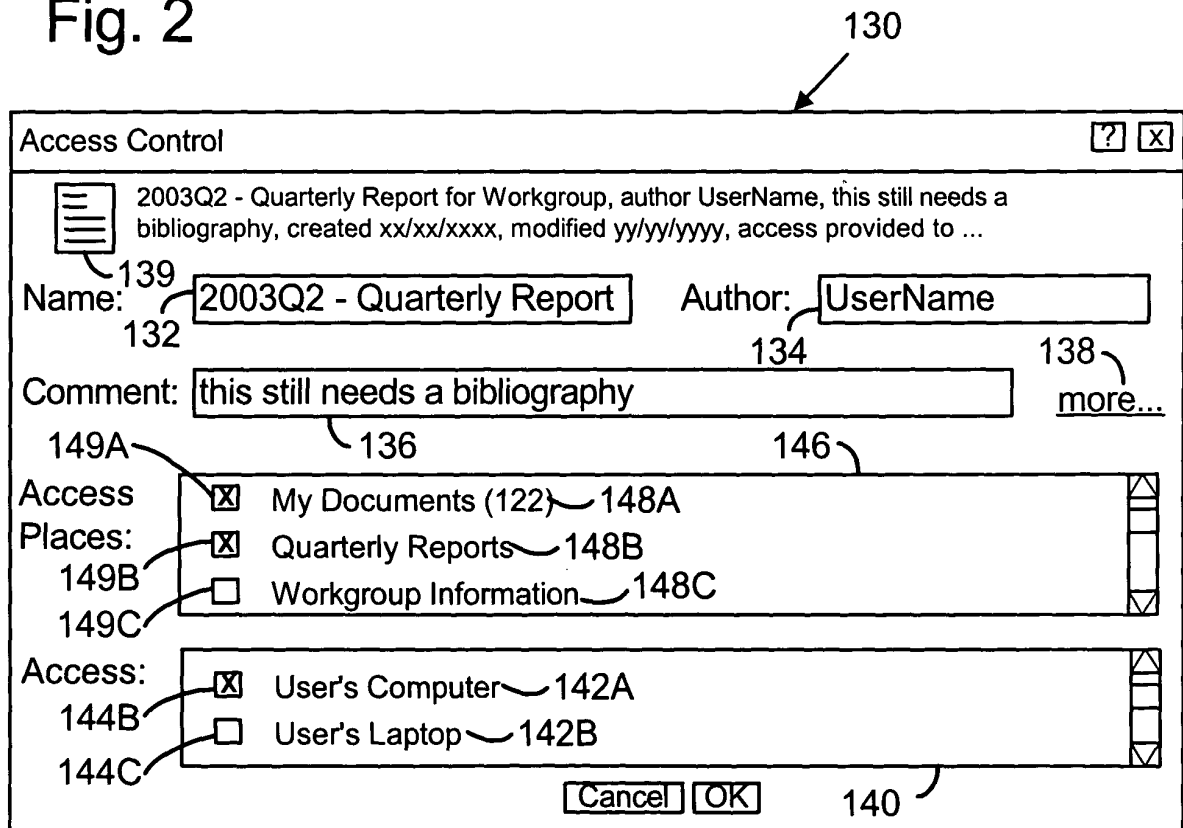 Fig. 2
130
Access Control ? X
2003Q2 - Quarterly Report for Workgroup, author UserName, this still needs a
bibliography, created xx/xx/xxxx, modified yy/yy/yyyy, access provided to ...
139
Name: 2003Q2 - Quarterly Report Author: UserName
132 134 138
Comment: this still needs a bibliography more...
149A 136 146
Access X My Documents (122) 148A
Places: X Quarterly Reports 148B
149B Workgroup Information 148C
149C
Access: X User's Computer 142A
144B User's Laptop 142B
144C Cancel OK 140